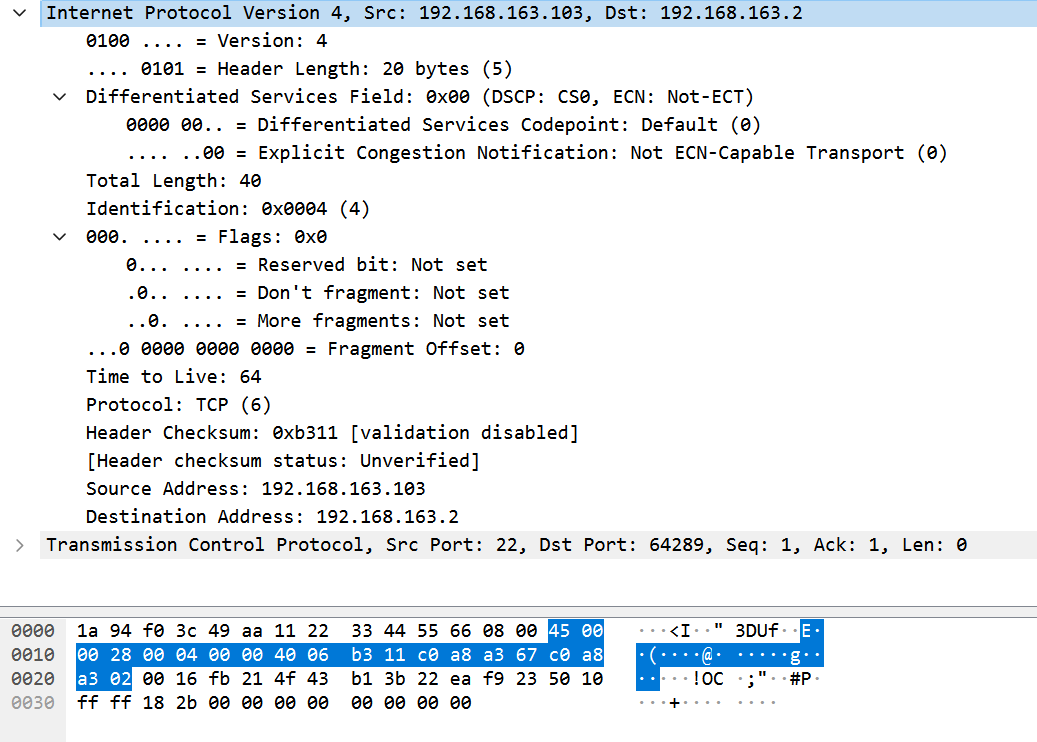 Internet Protocol Version 4, Src: 192.168.163.103, Dst: 192.168.163.2
0100 .... = Version: 4
.... 0101 = Header Length: 20 bytes (5)
Differentiated Services Field: 0x00 (DSCP: CS0, ECN: Not-ECT)
0000 00.. = Differentiated Services Codepoint: Default (0)
.... ..00 = Explicit Congestion Notification: Not ECN-Capable Transport (0)
Total Length: 40
Identification: 0x0004 (4)
000. .... = Flags: 0x0
0... .... = Reserved bit: Not set
.0.. .... = Don't fragment: Not set
..0. .... = More fragments: Not set
...0 0000 0000 0000 = Fragment Offset: 0
Time to Live: 64
Protocol: TCP (6)
Header Checksum: 0xb311 [validation disabled]
[Header checksum status: Unverified]
Source Address: 192.168.163.103
Destination Address: 192.168.163.2
Transmission Control Protocol, Src Port: 22, Dst Port: 64289, Seq: 1, Ack: 1, Len: 0
0000 1a 94 f0 3c 49 aa 11 22 33 44 55 66 08 00 45 00 ···<I··" 3DUf··E·
0010 00 28 00 04 00 00 40 06 b3 11 c0 a8 a3 67 c0 a8 ·(····@· ·····g··
0020 a3 02 00 16 fb 21 4f 43 b1 3b 22 ea f9 23 50 10 ·····!OC ·;"··#P·
0030 ff ff 18 2b 00 00 00 00 00 00 00 00 ···+···· ····